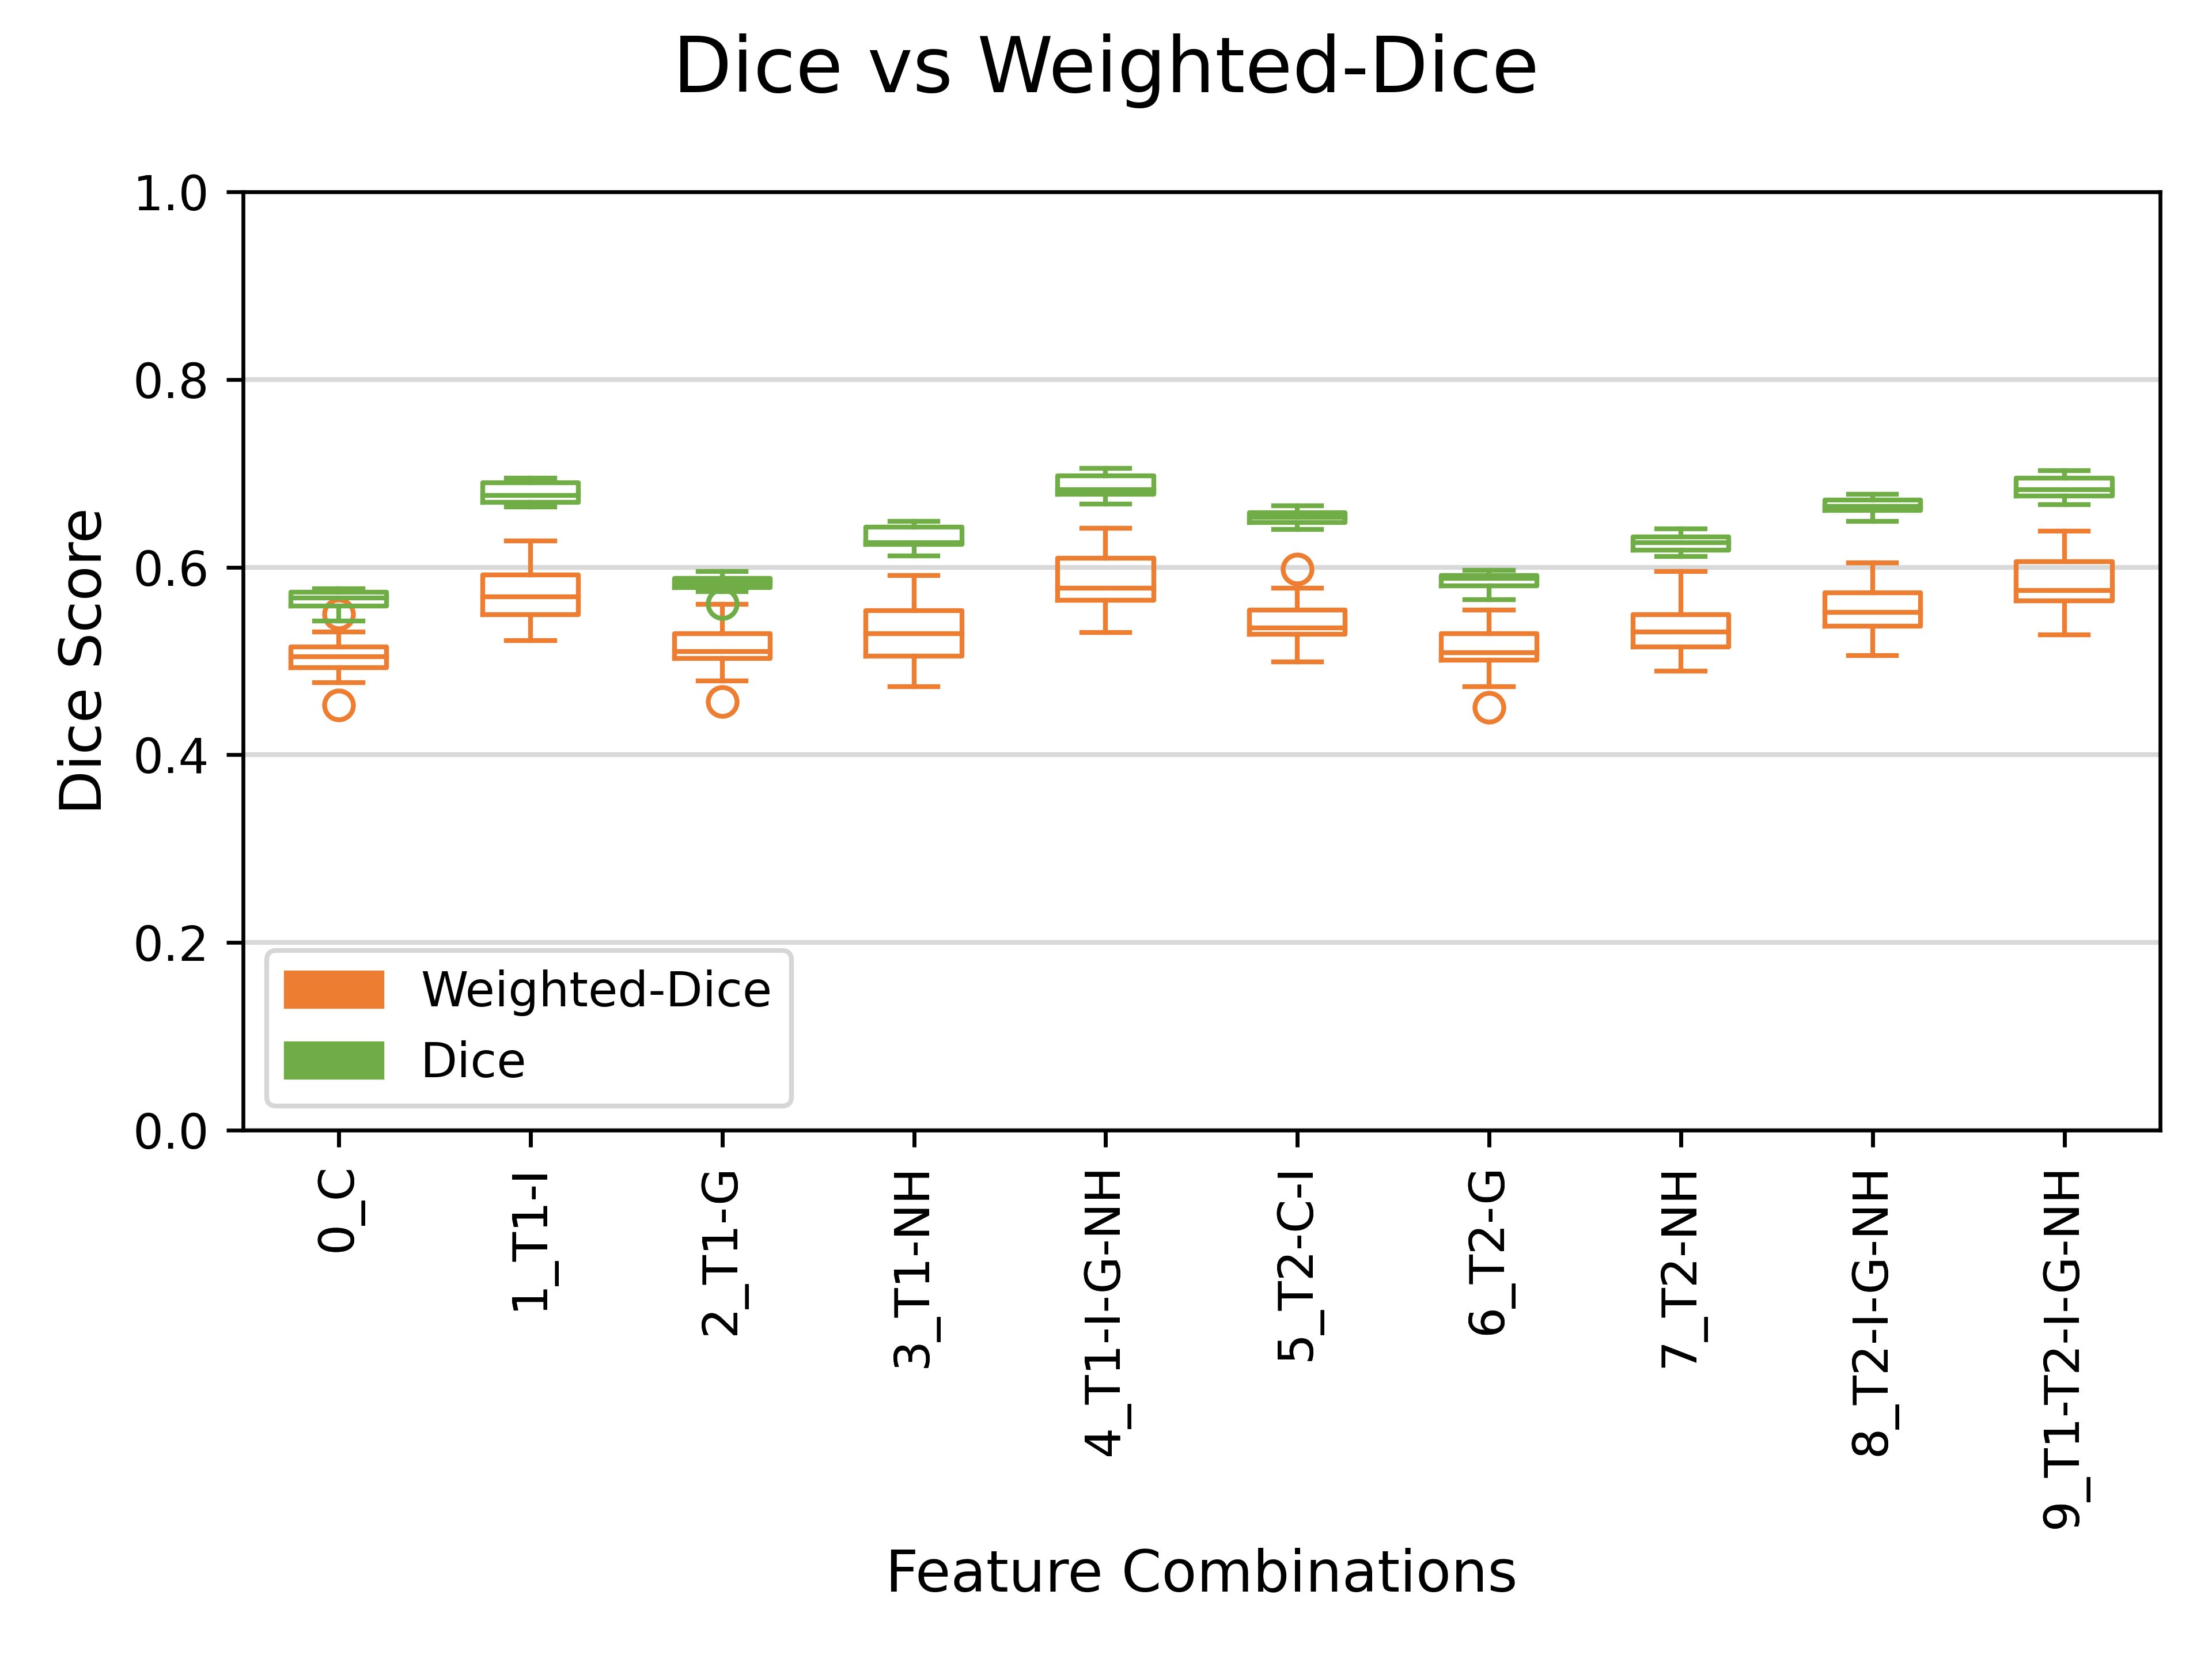 Dice vs Weighted-Dice
Dice Score
1.0
0.8
0.6
0.4
0.2
0.0
Weighted-Dice
Dice
0_C
1_T1-I
2_T1-G
3_T1-NH
4_T1-I-G-NH
5_T2-C-I
6_T2-G
7_T2-NH
8_T2-I-G-NH
9_T1-T2-I-G-NH
Feature Combinations